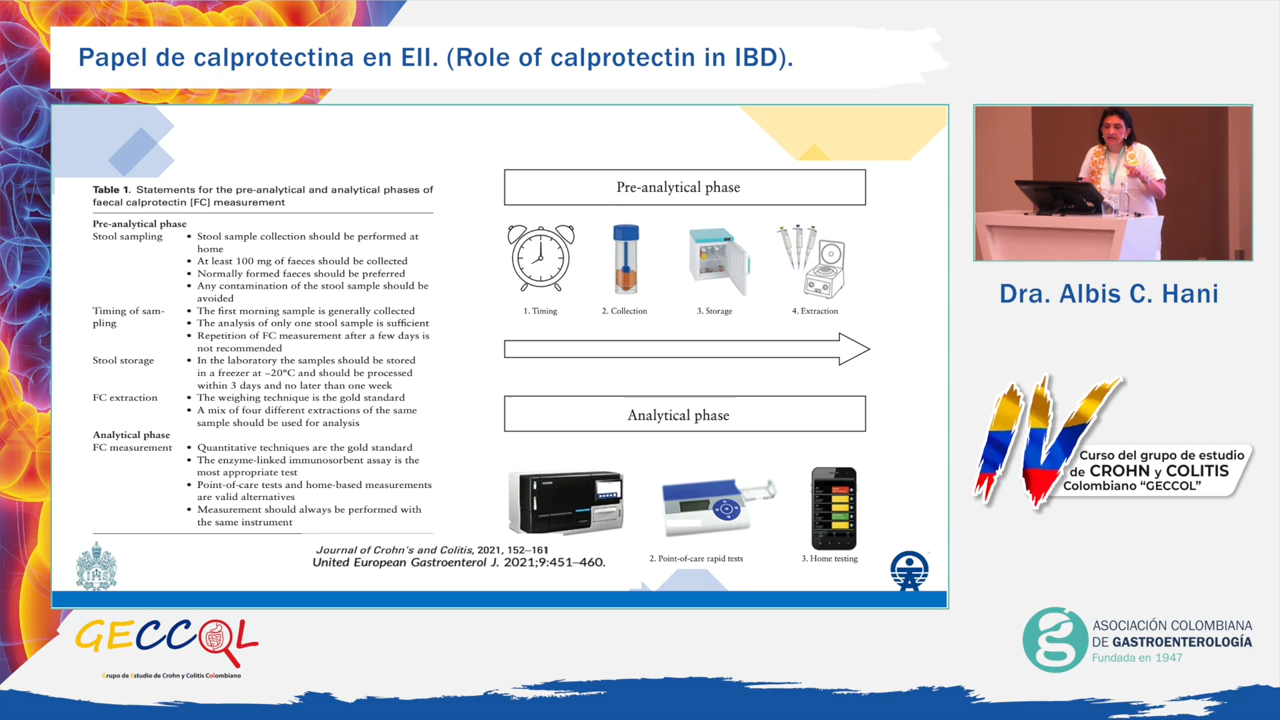 Papel de calprotectina en EII. (Role of calprotectin in IBD).
Table 1. Statements for the pre-analytical and analytical phases of
faecal calprotectin [FC] measurement
Pre-analytical phase
Stool sampling • Stool sample collection should be performed at
home
• At least 100 mg of faeces should be collected
• Normally formed faeces should be preferred
• Any contamination of the stool sample should be
avoided
Timing of sam-
pling
• The first morning sample is generally collected
• The analysis of only one stool sample is sufficient
• Repetition of FC measurement after a few days is
not recommended
Stool storage • In the laboratory the samples should be stored
in a freezer at −20°C and should be processed
within 3 days and no later than one week
FC extraction • The weighing technique is the gold standard
• A mix of four different extractions of the same
sample should be used for analysis
Analytical phase
FC measurement • Quantitative techniques are the gold standard
• The enzyme-linked immunosorbent assay is the
most appropriate test
• Point-of-care tests and home-based measurements
are valid alternatives
• Measurement should always be performed with
the same instrument
Pre-analytical phase
1. Timing
2. Collection
3. Storage
4. Extraction
Analytical phase
2. Point-of-care rapid tests
3. Home testing
Journal of Crohn's and Colitis, 2021, 152–161
United European Gastroenterol J. 2021;9:451–460.
Dra. Albis C. Hani
IV
Curso del grupo de estudio
de CROHN y COLITIS
Colombiano “GECCOL”
GECCOL
Grupo de Estudio de Crohn y Colitis Colombiano
ASOCIACIÓN COLOMBIANA
DE GASTROENTEROLOGÍA
Fundada en 1947